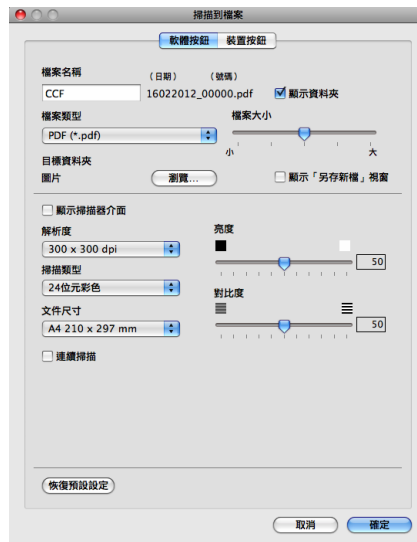 掃描到檔案
軟體按鈕 裝置按鈕
檔案名稱 (日期) (號碼)
CCF 16022012_00000.pdf 顯示資料夾
檔案類型 檔案大小
PDF (*.pdf)
小 大
目標資料夾
圖片 瀏覽... 顯示「另存新檔」視窗
顯示掃描器介面
解析度 亮度
300 x 300 dpi
50
掃描類型
24位元彩色
對比度
文件尺寸
A4 210 x 297 mm 50
連續掃描
恢復預設設定
取消 確定